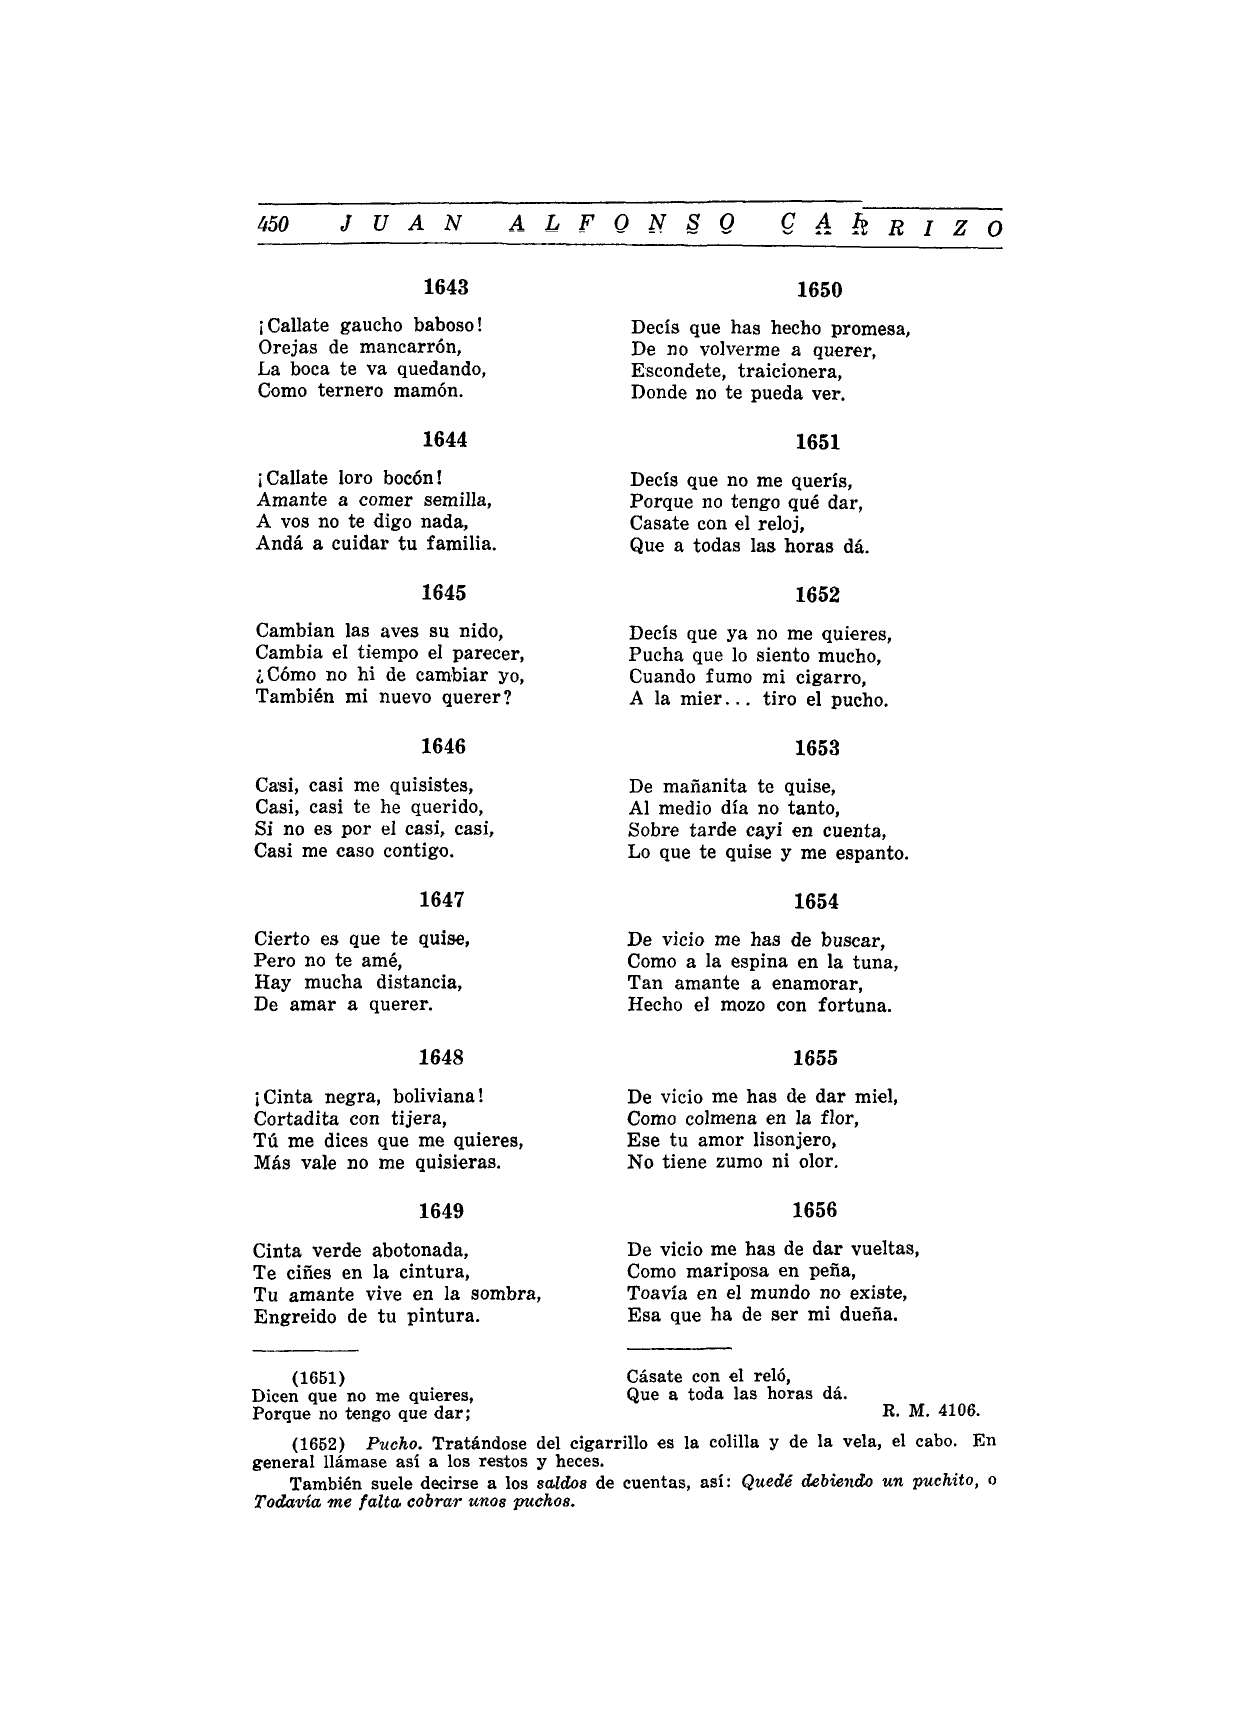 450 JUAN ALFONSO CARRIZO
1643
¡Callate gaucho baboso!
Orejas de mancarrón,
La boca te va quedando,
Como ternero mamón.
1644
¡Callate loro bocón!
Amante a comer semilla,
A vos no te digo nada,
Andá a cuidar tu familia.
1645
Cambian las aves su nido,
Cambia el tiempo el parecer,
¿Cómo no hi de cambiar yo,
También mi nuevo querer?
1646
Casi, casi me quisistes,
Casi, casi te he querido,
Si no es por el casi, casi,
Casi me caso contigo.
1647
Cierto es que te quise,
Pero no te amé,
Hay mucha distancia,
De amar a querer.
1648
¡Cinta negra, boliviana!
Cortadita con tijera,
Tú me dices que me quieres,
Más vale no me quisieras.
1649
Cinta verde abotonada,
Te ciñes en la cintura,
Tu amante vive en la sombra,
Engreido de tu pintura.
1650
Decís que has hecho promesa,
De no volverme a querer,
Escondete, traicionera,
Donde no te pueda ver.
1651
Decís que no me querís,
Porque no tengo qué dar,
Casate con el reloj,
Que a todas las horas dá.
1652
Decís que ya no me quieres,
Pucha que lo siento mucho,
Cuando fumo mi cigarro,
A la mier... tiro el pucho.
1653
De mañanita te quise,
Al medio día no tanto,
Sobre tarde cayi en cuenta,
Lo que te quise y me espanto.
1654
De vicio me has de buscar,
Como a la espina en la tuna,
Tan amante a enamorar,
Hecho el mozo con fortuna.
1655
De vicio me has de dar miel,
Como colmena en la flor,
Ese tu amor lisonjero,
No tiene zumo ni olor.
1656
De vicio me has de dar vueltas,
Como mariposa en peña,
Toavía en el mundo no existe,
Esa que ha de ser mi dueña.
(1651)
Dicen que no me quieres,
Porque no tengo que dar;
Cásate con el reló,
Que a toda las horas dá.
R. M. 4106.
(1652) Pucho. Tratándose del cigarrillo es la colilla y de la vela, el cabo. En
general llámase así a los restos y heces.
También suele decirse a los saldos de cuentas, así: Quedé debiendo un puchito, o
Todavía me falta cobrar unos puchos.